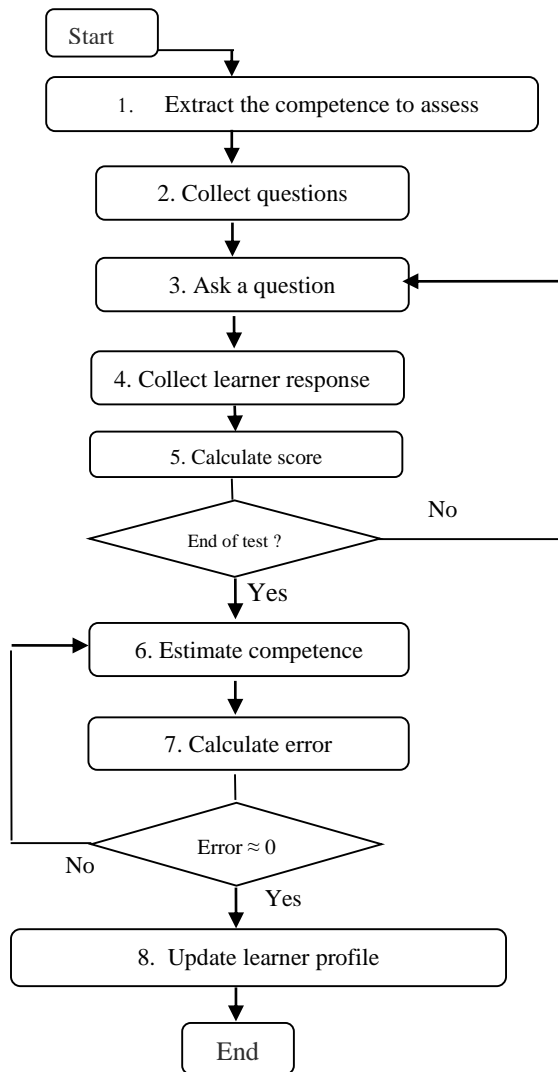 Start
1. Extract the competence to assess
2. Collect questions
3. Ask a question
4. Collect learner response
5. Calculate score
End of test ?
No
Yes
6. Estimate competence
7. Calculate error
Error ≈ 0
No
Yes
8. Update learner profile
End